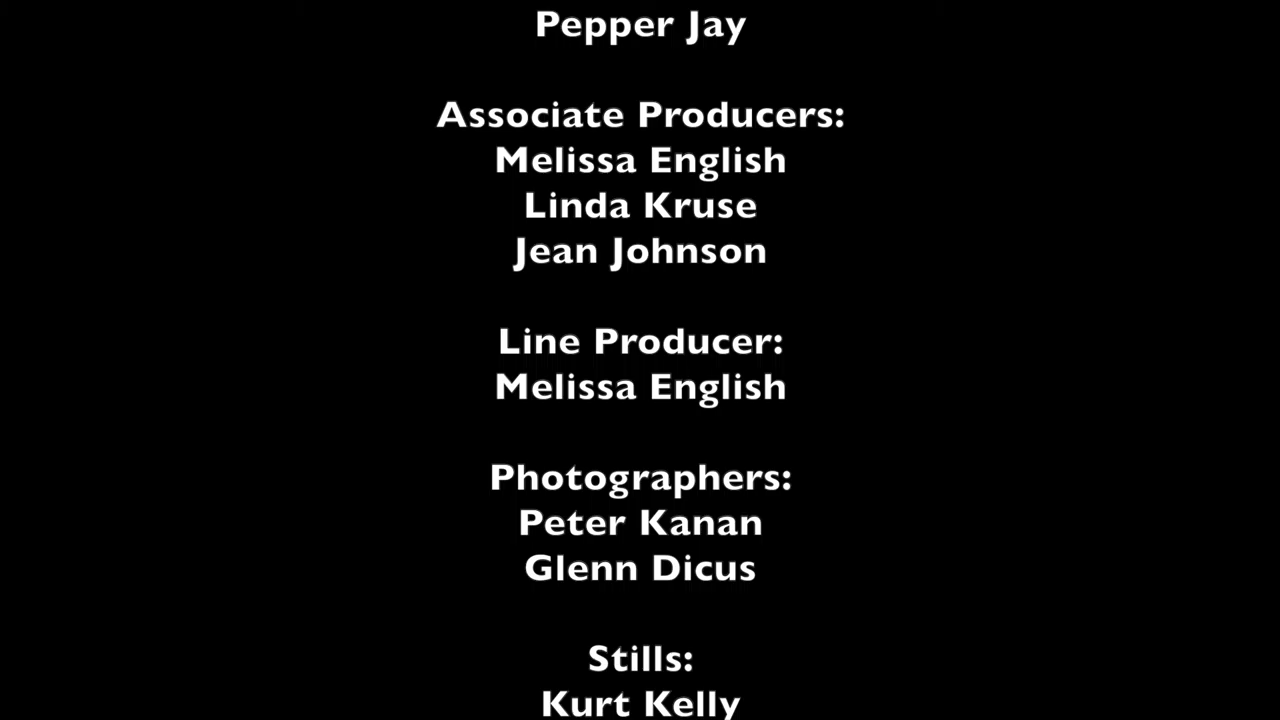 Pepper Jay
Associate Producers:
Melissa English
Linda Kruse
Jean Johnson
Line Producer:
Melissa English
Photographers:
Peter Kanan
Glenn Dicus
Stills:
Kurt Kelly